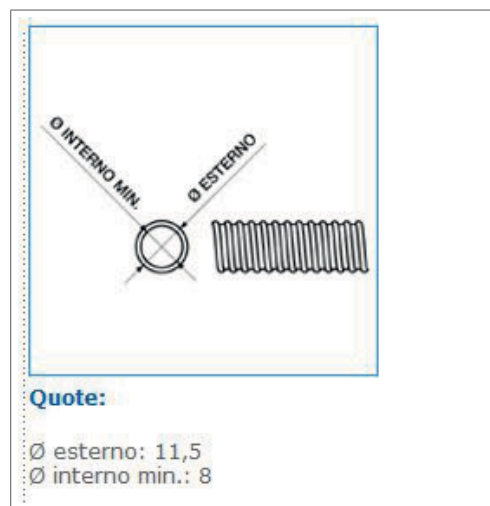 Ø INTERNO MIN.
Ø ESTERNO
Quote:
Ø esterno: 11,5
Ø interno min.: 8